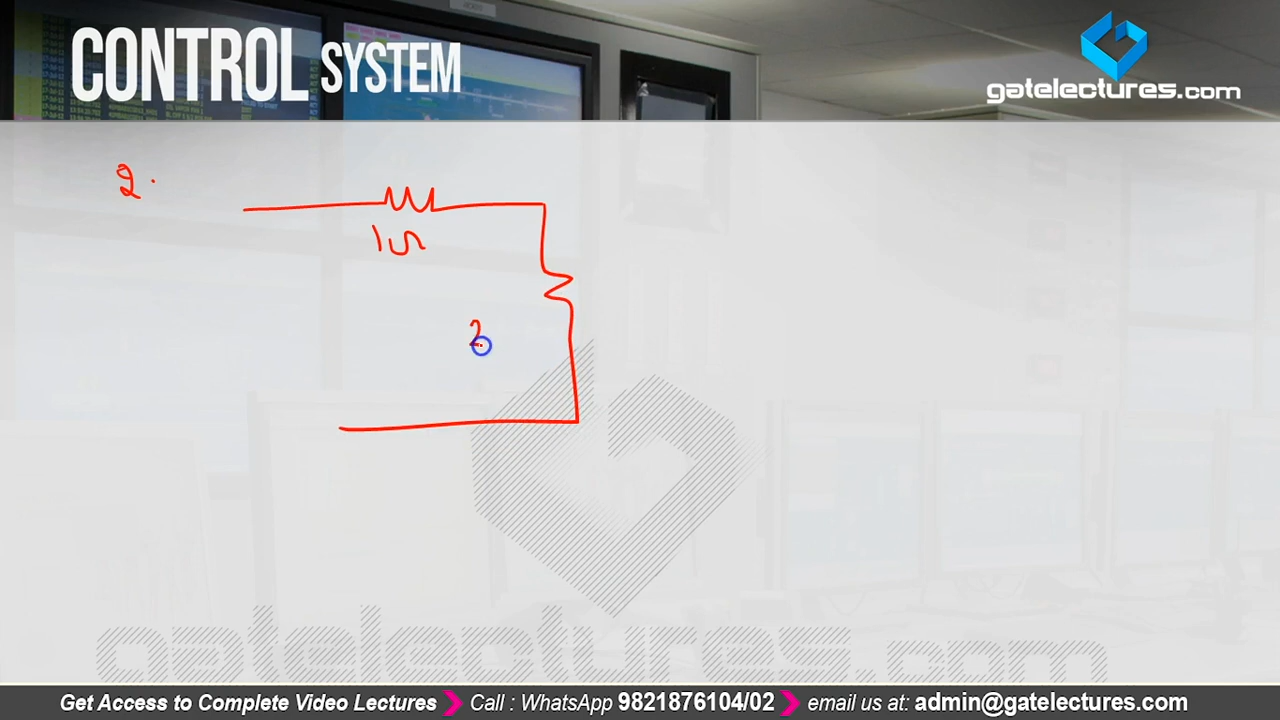 CONTROL SYSTEM
gatelectures.com
2.
1Ω
2
gatelectures.com
Get Access to Complete Video Lectures Call : WhatsApp 9821876104/02 email us at: admin@gatelectures.com